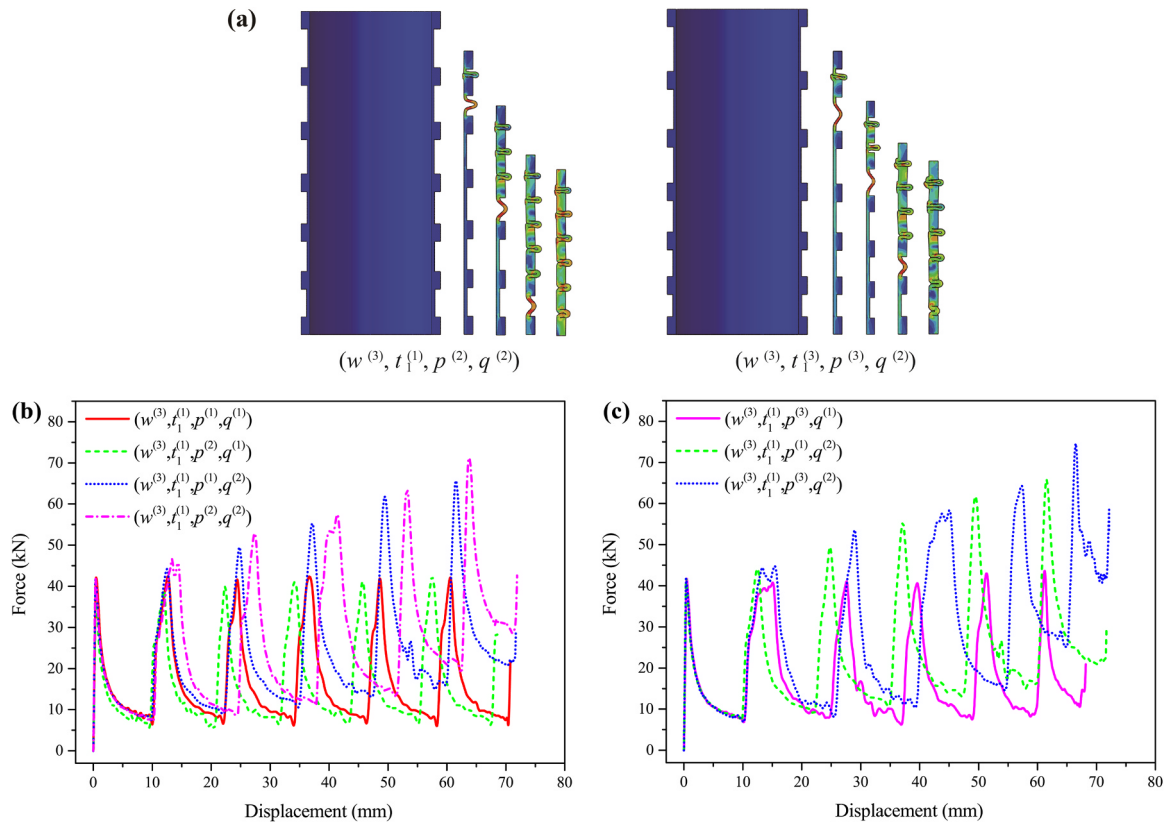 (a)
(w⁽³⁾, t₁⁽¹⁾, p⁽²⁾, q⁽²⁾)
(w⁽³⁾, t₁⁽³⁾, p⁽³⁾, q⁽²⁾)
(b)
(w⁽³⁾,t₁⁽¹⁾,p⁽¹⁾,q⁽¹⁾)
(w⁽³⁾,t₁⁽¹⁾,p⁽²⁾,q⁽¹⁾)
(w⁽³⁾,t₁⁽¹⁾,p⁽¹⁾,q⁽²⁾)
(w⁽³⁾,t₁⁽¹⁾,p⁽²⁾,q⁽²⁾)
80
70
60
50
40
30
20
10
0
Force (kN)
0 10 20 30 40 50 60 70 80
Displacement (mm)
(c)
(w⁽³⁾,t₁⁽¹⁾,p⁽³⁾,q⁽¹⁾)
(w⁽³⁾,t₁⁽¹⁾,p⁽¹⁾,q⁽²⁾)
(w⁽³⁾,t₁⁽¹⁾,p⁽³⁾,q⁽²⁾)
80
70
60
50
40
30
20
10
0
Force (kN)
0 10 20 30 40 50 60 70 80
Displacement (mm)